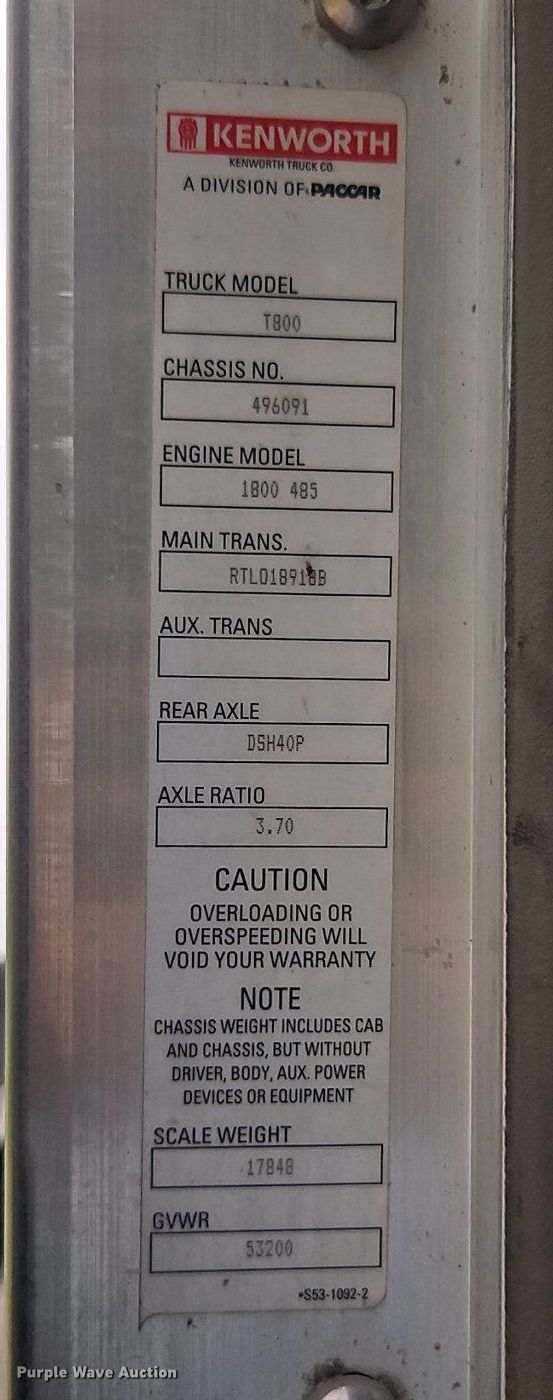 KENWORTH
KENWORTH TRUCK CO.
A DIVISION OF PACCAR
TRUCK MODEL
T800
CHASSIS NO.
496091
ENGINE MODEL
1800 485
MAIN TRANS.
RTLO18918B
AUX. TRANS
REAR AXLE
DSH40P
AXLE RATIO
3.70
CAUTION
OVERLOADING OR
OVERSPEEDING WILL
VOID YOUR WARRANTY
NOTE
CHASSIS WEIGHT INCLUDES CAB
AND CHASSIS, BUT WITHOUT
DRIVER, BODY, AUX. POWER
DEVICES OR EQUIPMENT
SCALE WEIGHT
17848
GVWR
53200
•S53-1092-2
Purple Wave Auction